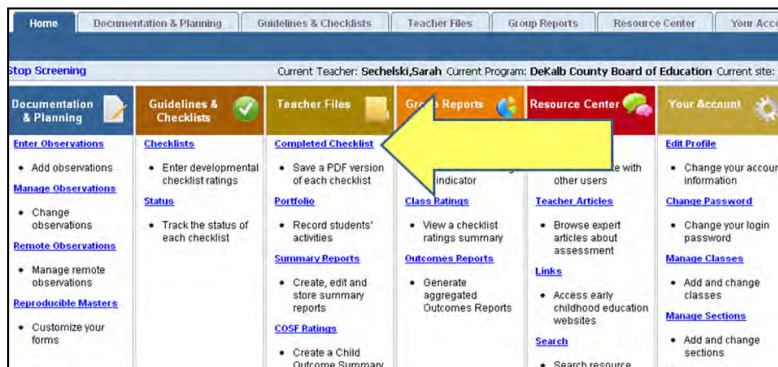 Home Documentation & Planning Guidelines & Checklists Teacher Files Group Reports Resource Center Your Acco
Stop Screening Current Teacher: Sechelski,Sarah Current Program: DeKalb County Board of Education Current site:
Documentation & Planning
Enter Observations
• Add observations
Manage Observations
• Change
observations
Remote Observations
• Manage remote
observations
Reproducible Masters
• Customize your
forms
Guidelines &
Checklists
Checklists
• Enter developmental
checklist ratings
Status
• Track the status of
each checklist
Teacher Files
Completed Checklist
• Save a PDF version
of each checklist
Portfolio
• Record students'
activities
Summary Reports
• Create, edit and
store summary
reports
COSF Ratings
• Create a Child
Outcome Summary
Group Reports
indicator
Class Ratings
• View a checklist
ratings summary
Outcomes Reports
• Generate
aggregated
Outcomes Reports
Resource Center
with
other users
Teacher Articles
• Browse expert
articles about
assessment
Links
• Access early
childhood education
websites
Search
• Search resource
Your Account
Edit Profile
• Change your accoun
information
Change Password
• Change your login
password
Manage Classes
• Add and change
classes
Manage Sections
• Add and change
sections